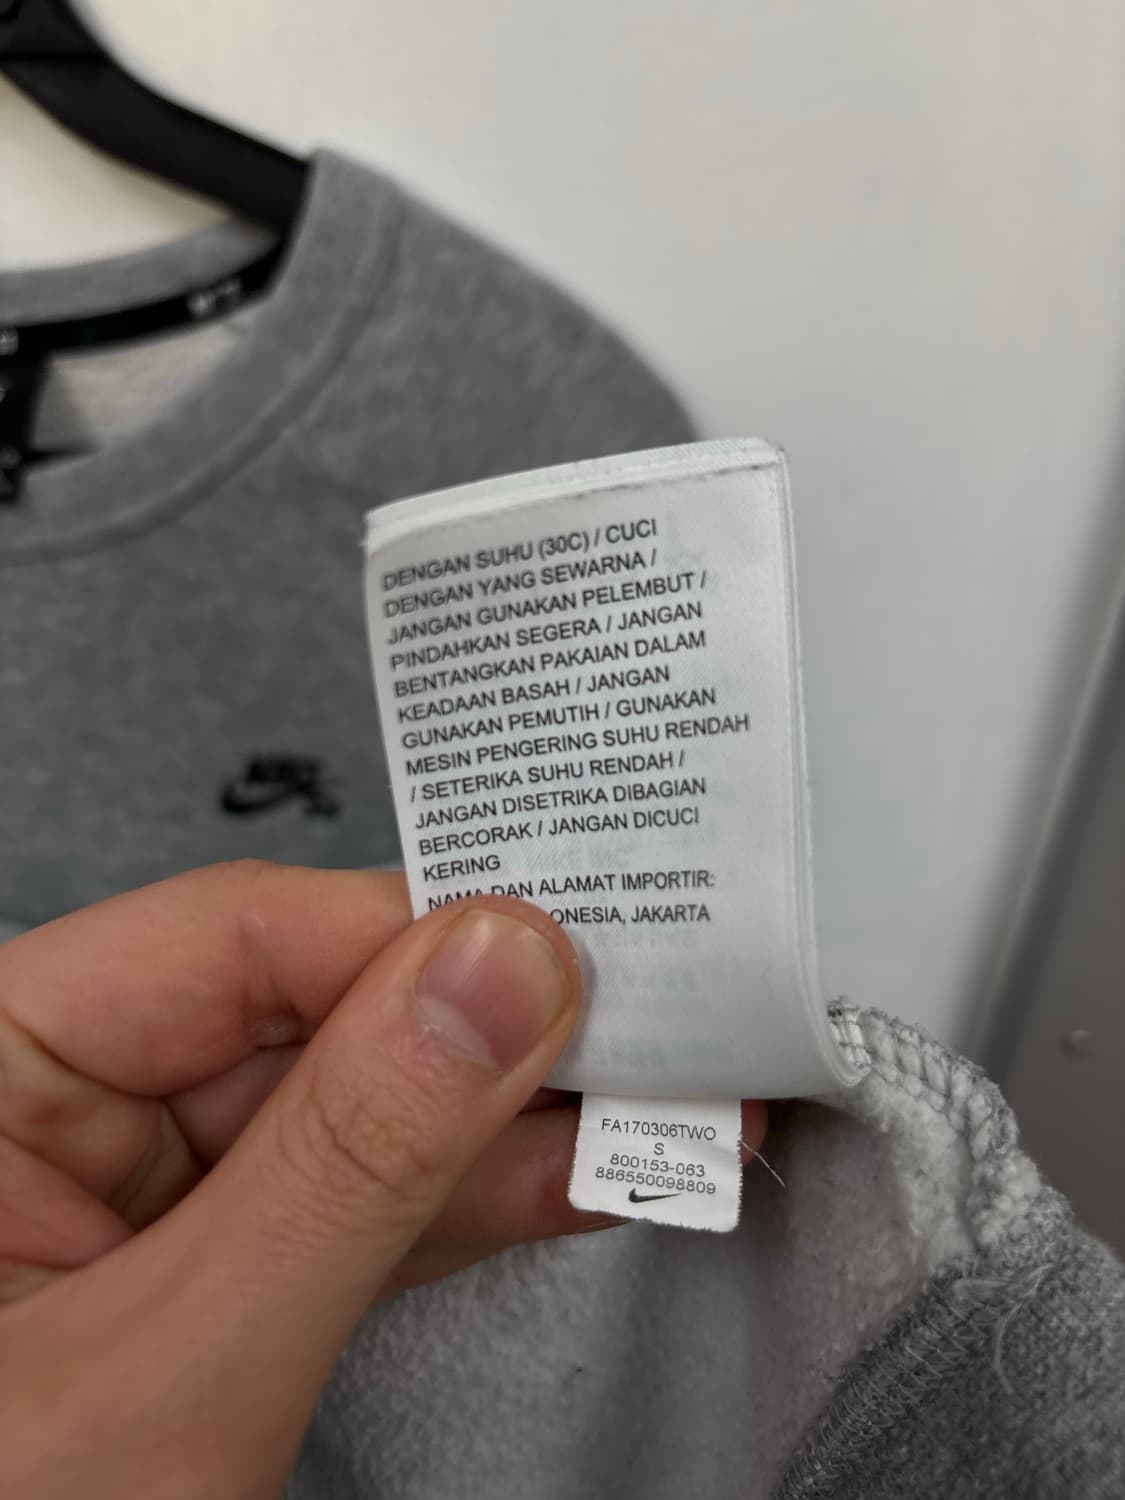 DENGAN SUHU (30C) / CUCI
DENGAN YANG SEWARNA /
JANGAN GUNAKAN PELEMBUT /
PINDAHKAN SEGERA / JANGAN
BENTANGKAN PAKAIAN DALAM
KEADAAN BASAH / JANGAN
GUNAKAN PEMUTIH / GUNAKAN
MESIN PENGERING SUHU RENDAH
/ SETERIKA SUHU RENDAH /
JANGAN DISETRIKA DIBAGIAN
BERCORAK / JANGAN DICUCI
KERING
NAMA DAN ALAMAT IMPORTIR:
ONESIA, JAKARTA
FA170306TWO
S
800153-063
886550098809